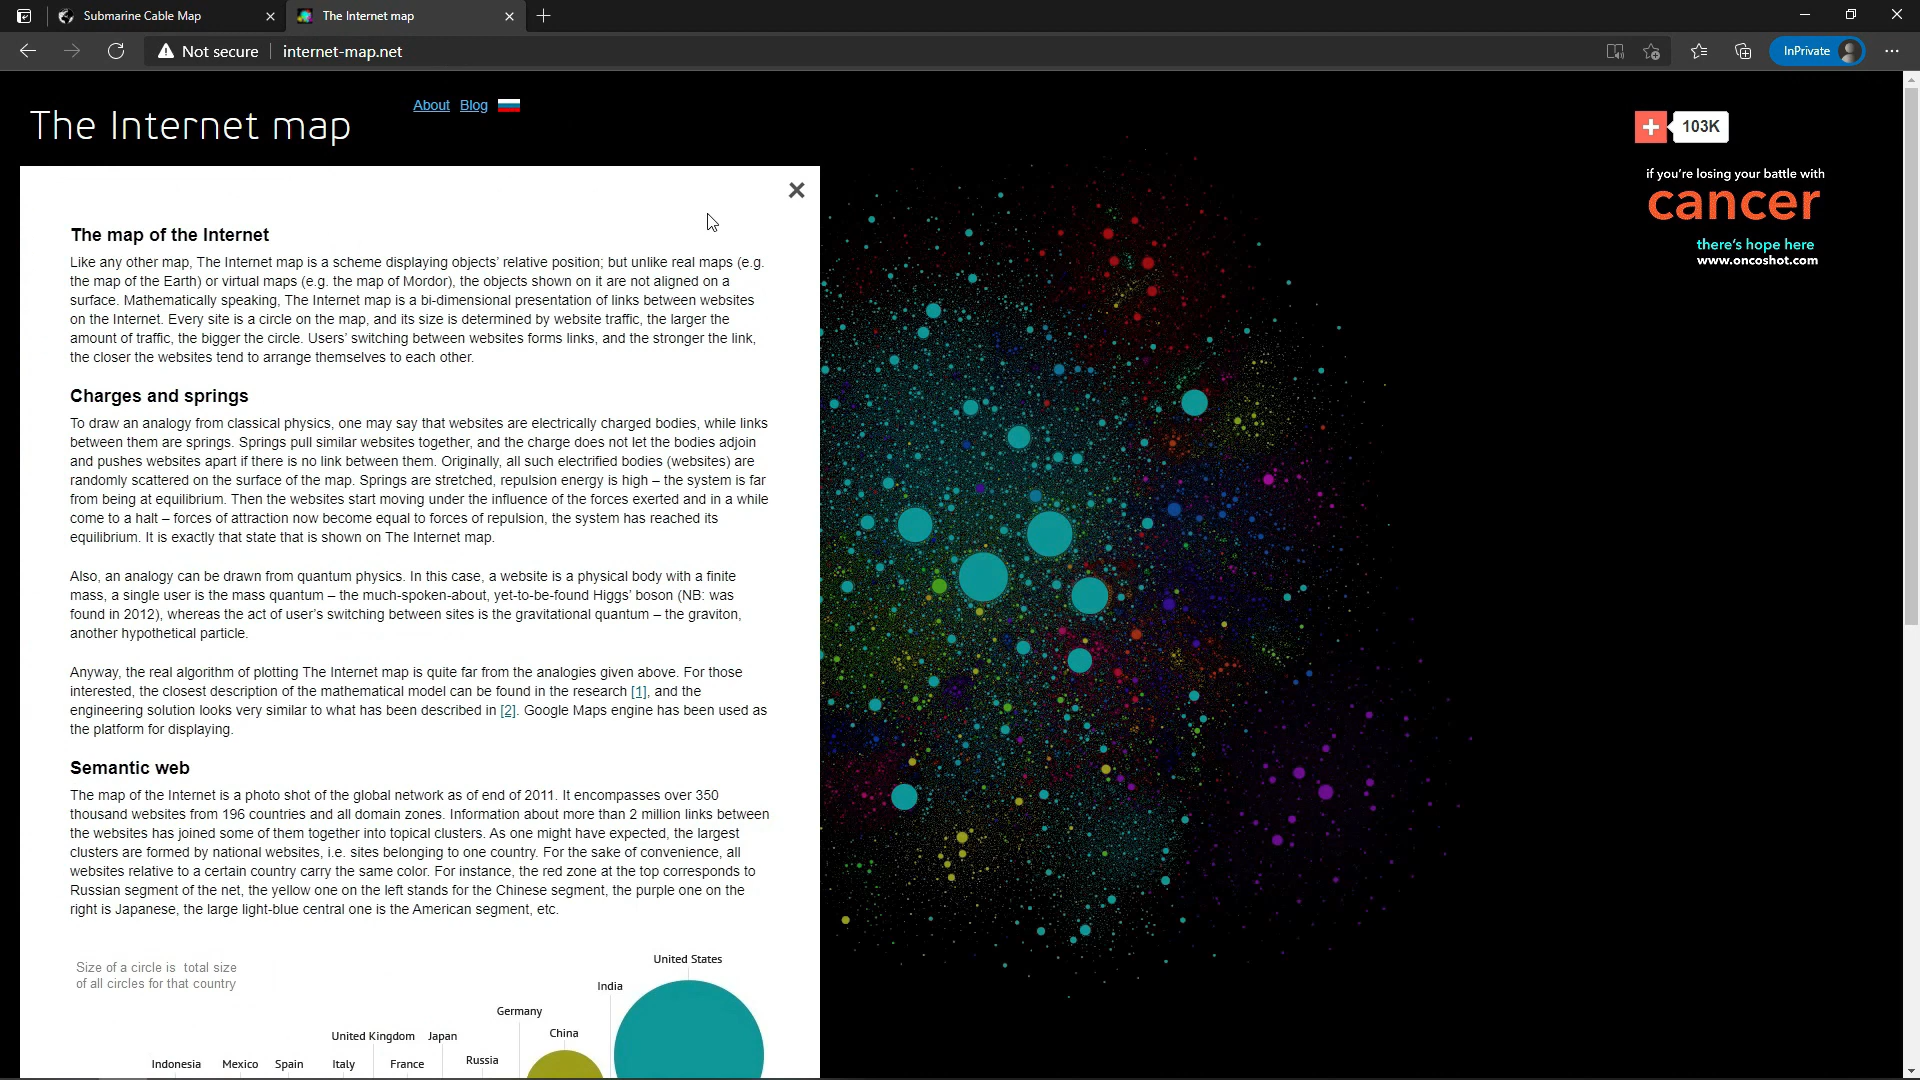 Submarine Cable Map
The Internet map
Not secure
internet-map.net
InPrivate
About Blog
The Internet map
103K
if you're losing your battle with
cancer
there's hope here
www.oncoshot.com
The map of the Internet
Like any other map, The Internet map is a scheme displaying objects' relative position; but unlike real maps (e.g.
the map of the Earth) or virtual maps (e.g. the map of Mordor), the objects shown on it are not aligned on a
surface. Mathematically speaking, The Internet map is a bi-dimensional presentation of links between websites
on the Internet. Every site is a circle on the map, and its size is determined by website traffic, the larger the
amount of traffic, the bigger the circle. Users' switching between websites forms links, and the stronger the link,
the closer the websites tend to arrange themselves to each other.
Charges and springs
To draw an analogy from classical physics, one may say that websites are electrically charged bodies, while links
between them are springs. Springs pull similar websites together, and the charge does not let the bodies adjoin
and pushes websites apart if there is no link between them. Originally, all such electrified bodies (websites) are
randomly scattered on the surface of the map. Springs are stretched, repulsion energy is high – the system is far
from being at equilibrium. Then the websites start moving under the influence of the forces exerted and in a while
come to a halt – forces of attraction now become equal to forces of repulsion, the system has reached its
equilibrium. It is exactly that state that is shown on The Internet map.
Also, an analogy can be drawn from quantum physics. In this case, a website is a physical body with a finite
mass, a single user is the mass quantum – the much-spoken-about, yet-to-be-found Higgs' boson (NB: was
found in 2012), whereas the act of user's switching between sites is the gravitational quantum – the graviton,
another hypothetical particle.
Anyway, the real algorithm of plotting The Internet map is quite far from the analogies given above. For those
interested, the closest description of the mathematical model can be found in the research [1], and the
engineering solution looks very similar to what has been described in [2]. Google Maps engine has been used as
the platform for displaying.
Semantic web
The map of the Internet is a photo shot of the global network as of end of 2011. It encompasses over 350
thousand websites from 196 countries and all domain zones. Information about more than 2 million links between
the websites has joined some of them together into topical clusters. As one might have expected, the largest
clusters are formed by national websites, i.e. sites belonging to one country. For the sake of convenience, all
websites relative to a certain country carry the same color. For instance, the red zone at the top corresponds to
Russian segment of the net, the yellow one on the left stands for the Chinese segment, the purple one on the
right is Japanese, the large light-blue central one is the American segment, etc.
Size of a circle is total size
of all circles for that country
United States
India
Germany
China
United Kingdom Japan
Indonesia Mexico Spain Italy France Russia